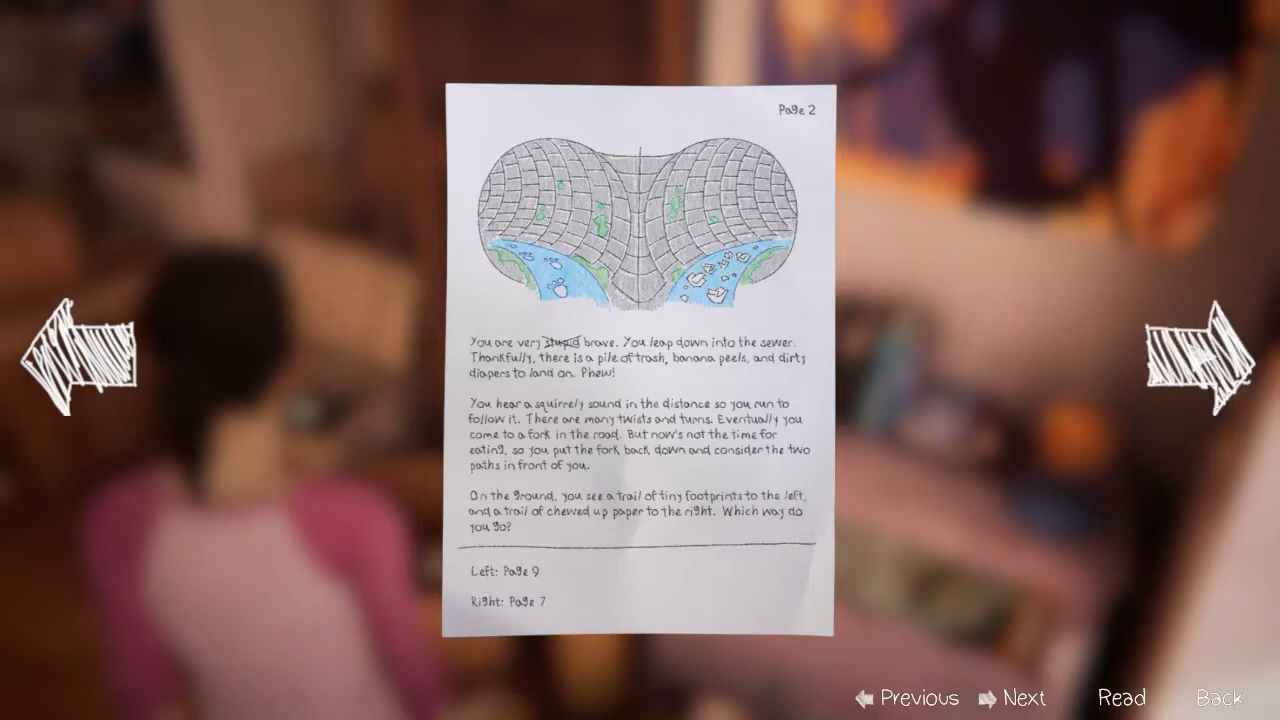 Page 2
You are very stupid brave. You leap down into the sewer.
Thankfully, there is a pile of trash, banana peels, and dirty
diapers to land on. Phew!
You hear a squirrely sound in the distance so you run to
follow it. There are many twists and turns. Eventually you
come to a fork in the road. But now's not the time for
eating, so you put the fork back down and consider the two
paths in front of you.
On the ground, you see a trail of tiny footprints to the left,
and a trail of chewed up paper to the right. Which way do
you go?
Left: Page 9
Right: Page 7
Previous Next Read Back